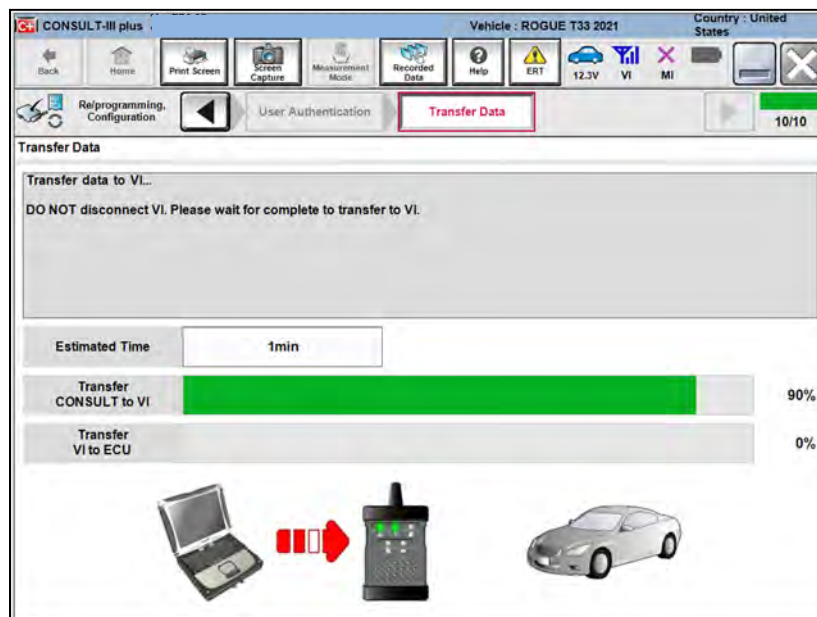 CONSULT-III plus
Vehicle : ROGUE T33 2021
Country : United
States
Back
Home
Print Screen
Screen
Capture
Measurement
Mode
Recorded
Data
Help
ERT
12.3V
VI
MI
Re/programming,
Configuration
User Authentication
Transfer Data
10/10
Transfer Data
Transfer data to VI...
DO NOT disconnect VI. Please wait for complete to transfer to VI.
Estimated Time
1min
Transfer
CONSULT to VI
90%
Transfer
VI to ECU
0%